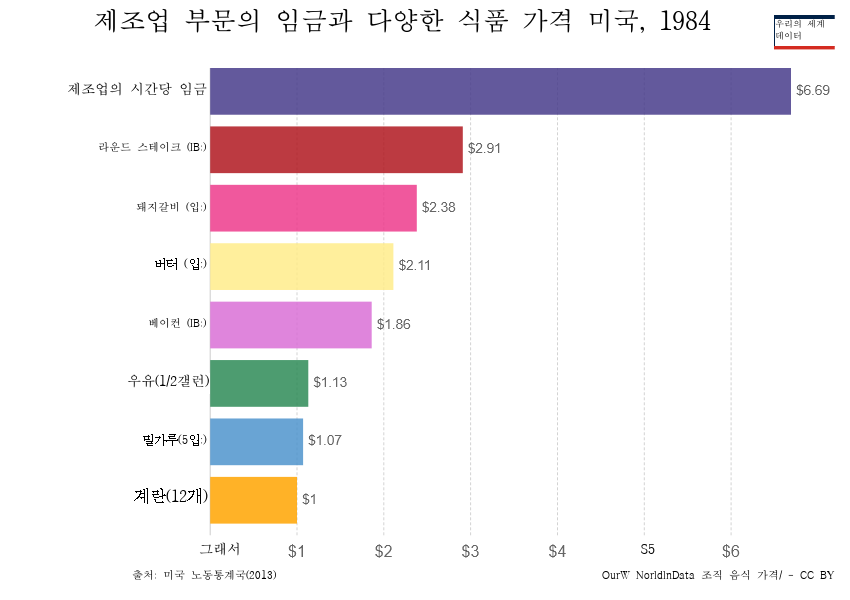 제조업 부문의 임금과 다양한 식품 가격 미국, 1984
우리의 세계
데이터
제조업의 시간당 임금
$6.69
라운드 스테이크 (IB:)
$2.91
돼지갈비 (입:)
$2.38
버터 (입:)
$2.11
베이컨 (IB:)
$1.86
우유(1/2갤런)
$1.13
밀가루(5입:)
$1.07
계란(12개)
$1
그래서
$1
$2
$3
$4
S5
$6
출처: 미국 노동통계국(2013)
OurW NorldInData 조직 음식 가격/ - CC BY